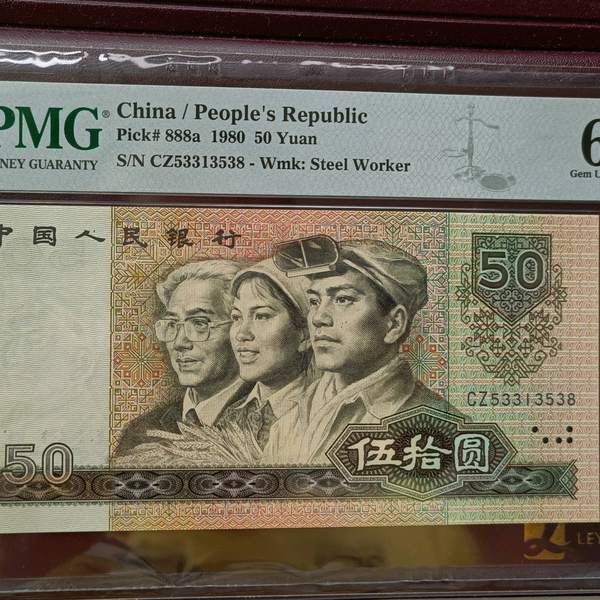 PMG®
NEY GUARANTY
China / People's Republic
Pick# 888a 1980 50 Yuan
S/N CZ53313538 - Wmk: Steel Worker
6
Gem U
中国人民银行
50
CZ53313538
伍拾圆
50
LEY